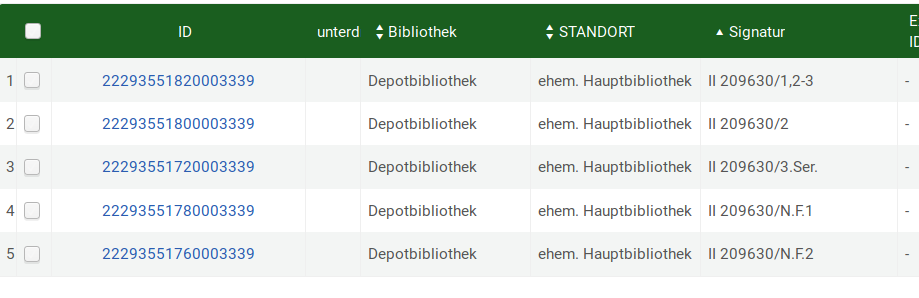 ID unterd Bibliothek STANDORT Signatur E
ID
1 22293551820003339 Depotbibliothek ehem. Hauptbibliothek II 209630/1,2-3 -
2 22293551800003339 Depotbibliothek ehem. Hauptbibliothek II 209630/2 -
3 22293551720003339 Depotbibliothek ehem. Hauptbibliothek II 209630/3.Ser. -
4 22293551780003339 Depotbibliothek ehem. Hauptbibliothek II 209630/N.F.1 -
5 22293551760003339 Depotbibliothek ehem. Hauptbibliothek II 209630/N.F.2 -